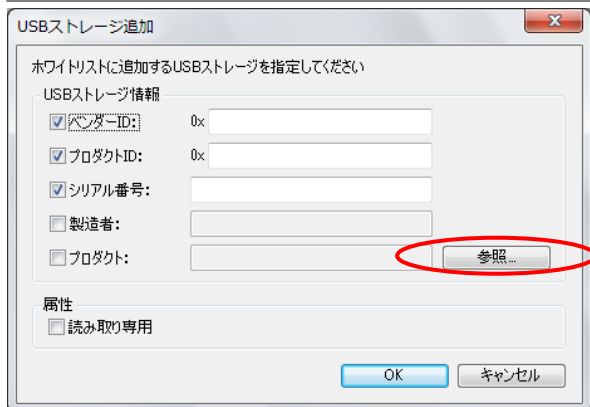 USBストレージ追加
ホワイトリストに追加するUSBストレージを指定してください
USBストレージ情報
ベンダーID: 0x
プロダクトID: 0x
シリアル番号:
製造者:
プロダクト: 参照...
属性
読み取り専用
OK キャンセル